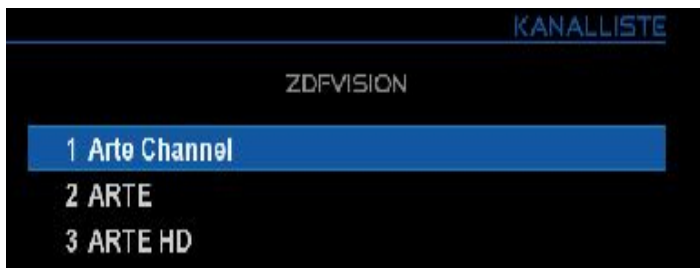 KANALLISTE
ZDFVISION
1 Arte Channel
2 ARTE
3 ARTE HD